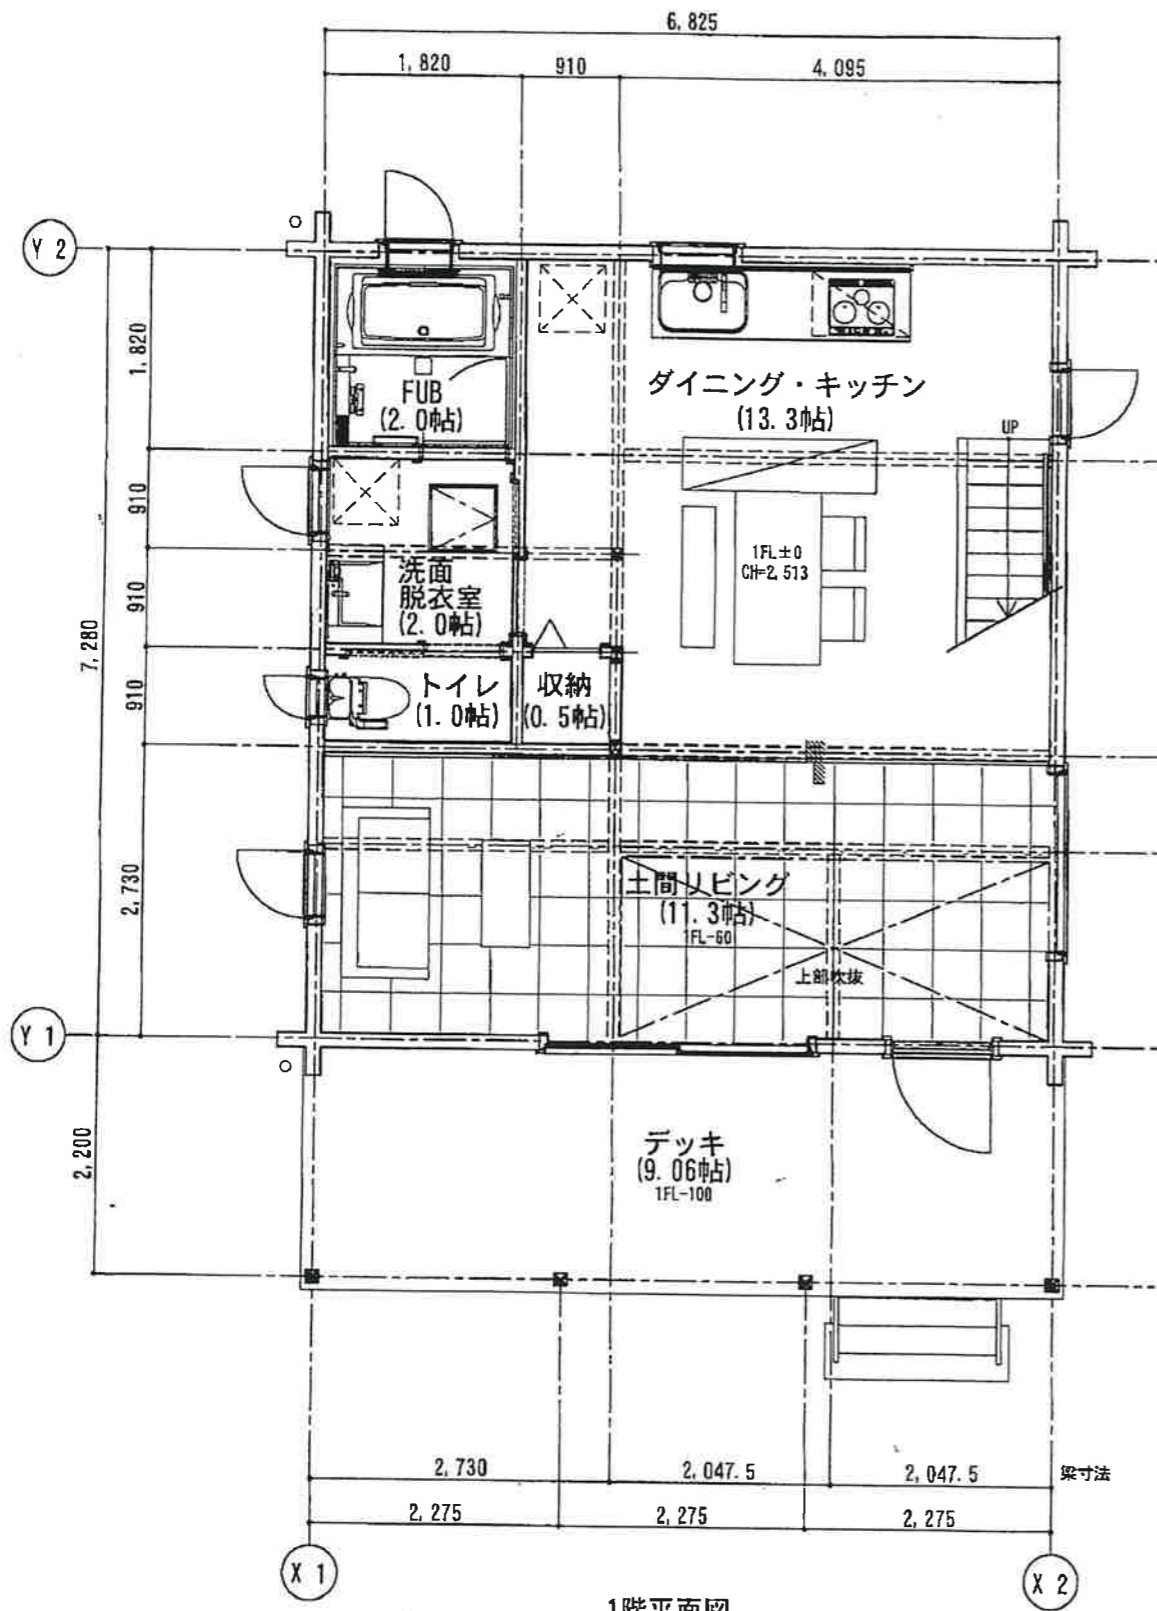 6,825
1,820
910
4,095
Y 2
1,820
FUB
(2.0帖)
ダイニング・キッチン
(13.3帖)
UP
910
1FL±0
CH=2,513
910
洗面
脱衣室
(2.0帖)
7,280
910
トイレ
(1.0帖)
収納
(0.5帖)
2,730
土間リビング
(11.3帖)
1FL-60
上部吹抜
Y 1
2,200
デッキ
(9.06帖)
1FL-100
2,730
2,047.5
2,047.5
梁寸法
2,275
2,275
2,275
X 1
X 2
1階平面図